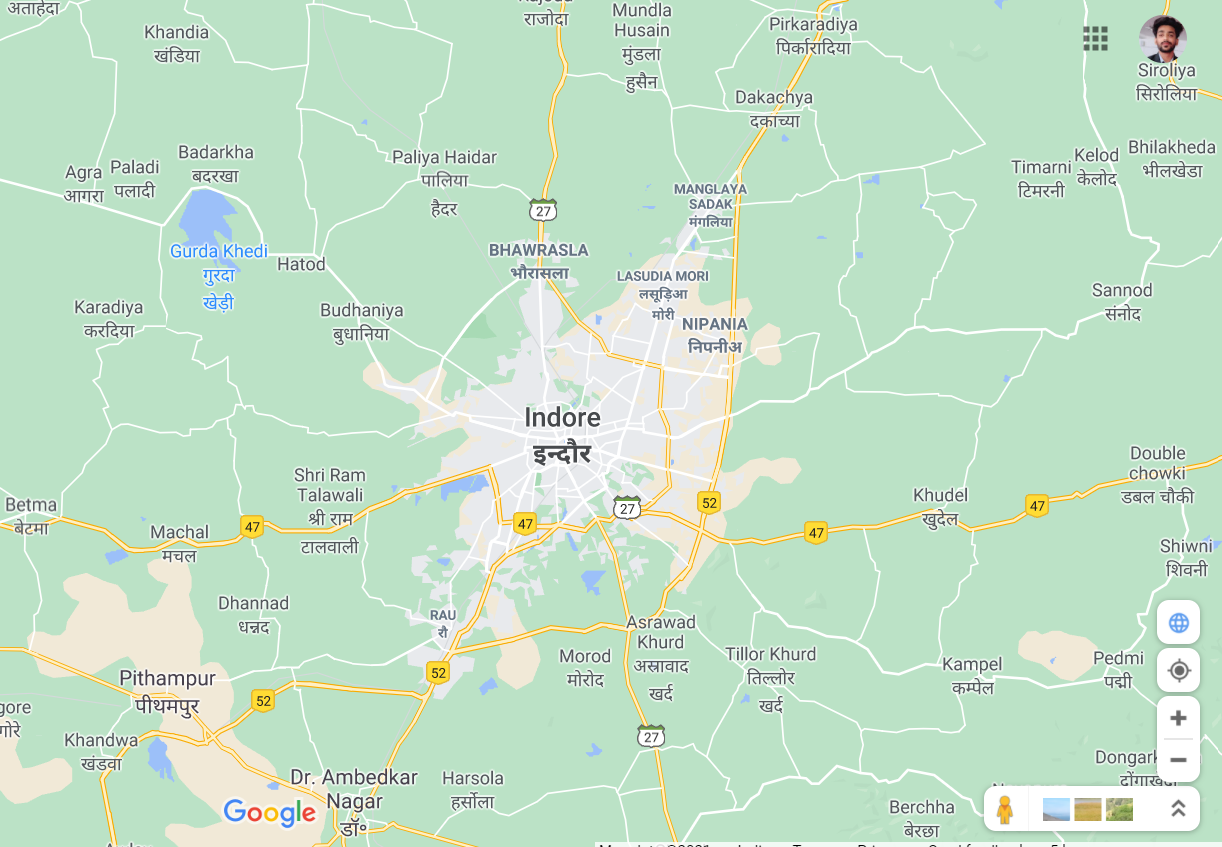 अताहेदा
राजोदा
Mundla
Husain
मुंडला
हुसैन
Pirkaradiya
पिर्कारादिया
Khandia
खंडिया
Siroliya
सिरोलिया
Dakachya
दकाच्या
Badarkha
बदरखा
Agra
आगरा
Paladi
पलादी
Paliya Haidar
पालिया
हैदर
Timarni
टिमरनी
Kelod
केलोद
Bhilakheda
भीलखेडा
MANGLAYA
SADAK
मंगलिया
27
Gurda Khedi
गुरदा
खेड़ी
Hatod
BHAWRASLA
भौरासला
LASUDIA MORI
लसूड़िआ
मोरी
Karadiya
करदिया
Budhaniya
बुधानिया
NIPANIA
निपनीअ
Sannod
संनोद
Indore
इन्दौर
Double
chowki
डबल चौकी
Shri Ram
Talawali
श्री राम
टालवाली
Betma
बेटमा
Machal
मचल
47
47
27
52
47
Khudel
खुदेल
47
Shiwni
शिवनी
Dhannad
धन्नद
RAU
रौ
Asrawad
Khurd
अस्रावाद
खर्द
52
Morod
मोरोद
Tillor Khurd
तिल्लोर
खर्द
Kampel
कम्पेल
Pedmi
पद्मी
Pithampur
पीथमपुर
52
gore
गोरे
Khandwa
खंडवा
27
Dr. Ambedkar
Nagar
डॉ॰
Harsola
हर्सोला
Berchha
बेरछा
Google